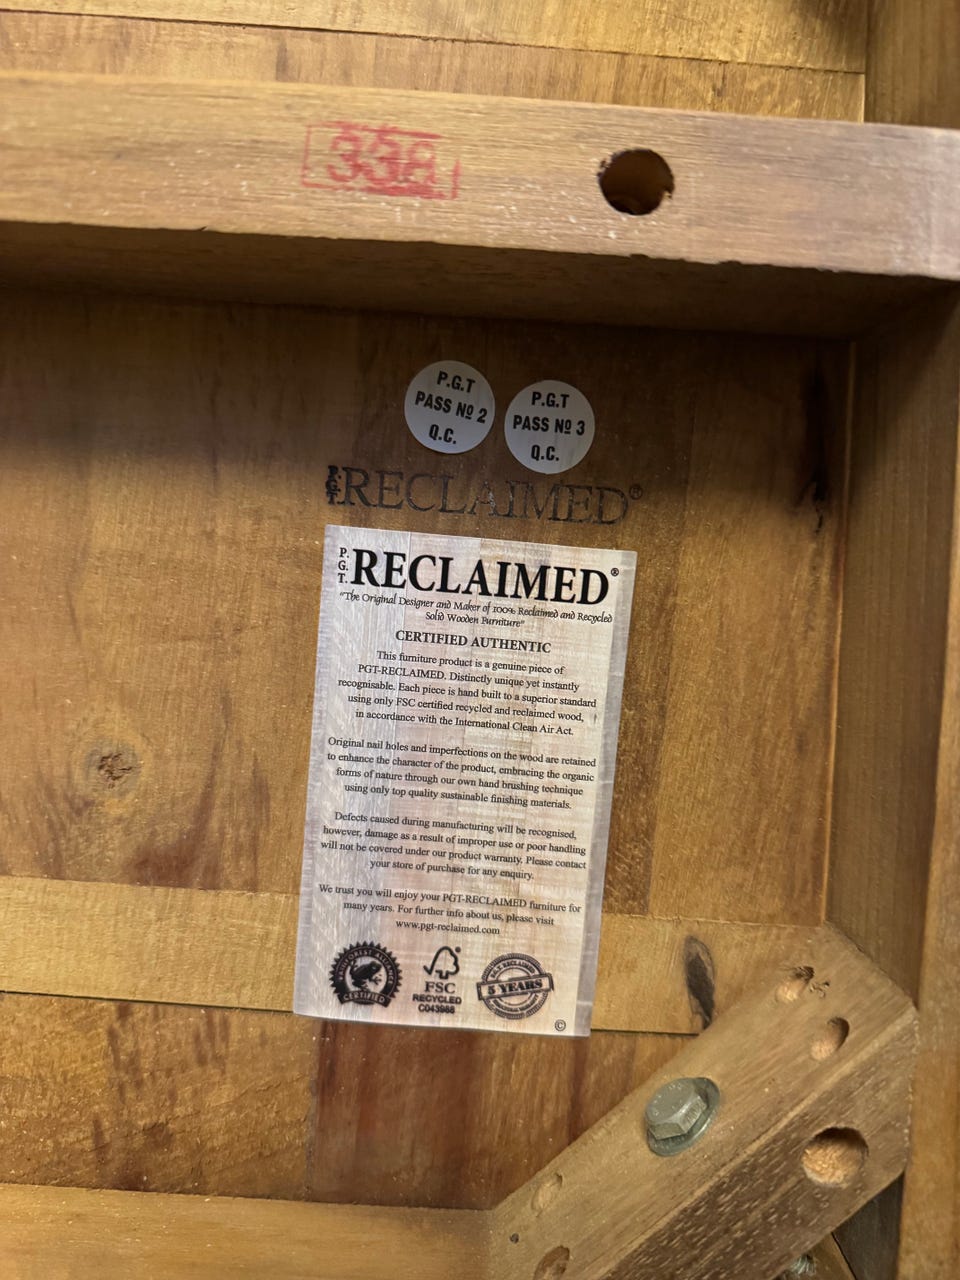 338
P.G.T
PASS Nº 2
Q.C.
P.G.T
PASS Nº 3
Q.C.
P.G.T. RECLAIMED®
P.G.T. RECLAIMED®
"The Original Designer and Maker of 100% Reclaimed and Recycled
Solid Wooden Furniture"
CERTIFIED AUTHENTIC
This furniture product is a genuine piece of
PGT-RECLAIMED. Distinctly unique yet instantly
recognisable. Each piece is hand built to a superior standard
using only FSC certified recycled and reclaimed wood,
in accordance with the International Clean Air Act.
Original nail holes and imperfections on the wood are retained
to enhance the character of the product, embracing the organic
forms of nature through our own hand brushing technique
using only top quality sustainable finishing materials.
Defects caused during manufacturing will be recognised,
however, damage as a result of improper use or poor handling
will not be covered under our product warranty. Please contact
your store of purchase for any enquiry.
We trust you will enjoy your PGT-RECLAIMED furniture for
many years. For further info about us, please visit
www.pgt-reclaimed.com
RAINFOREST ALLIANCE
CERTIFIED
FSC
RECYCLED
C043988
P.G.T. RECLAIMED
5 YEARS
©